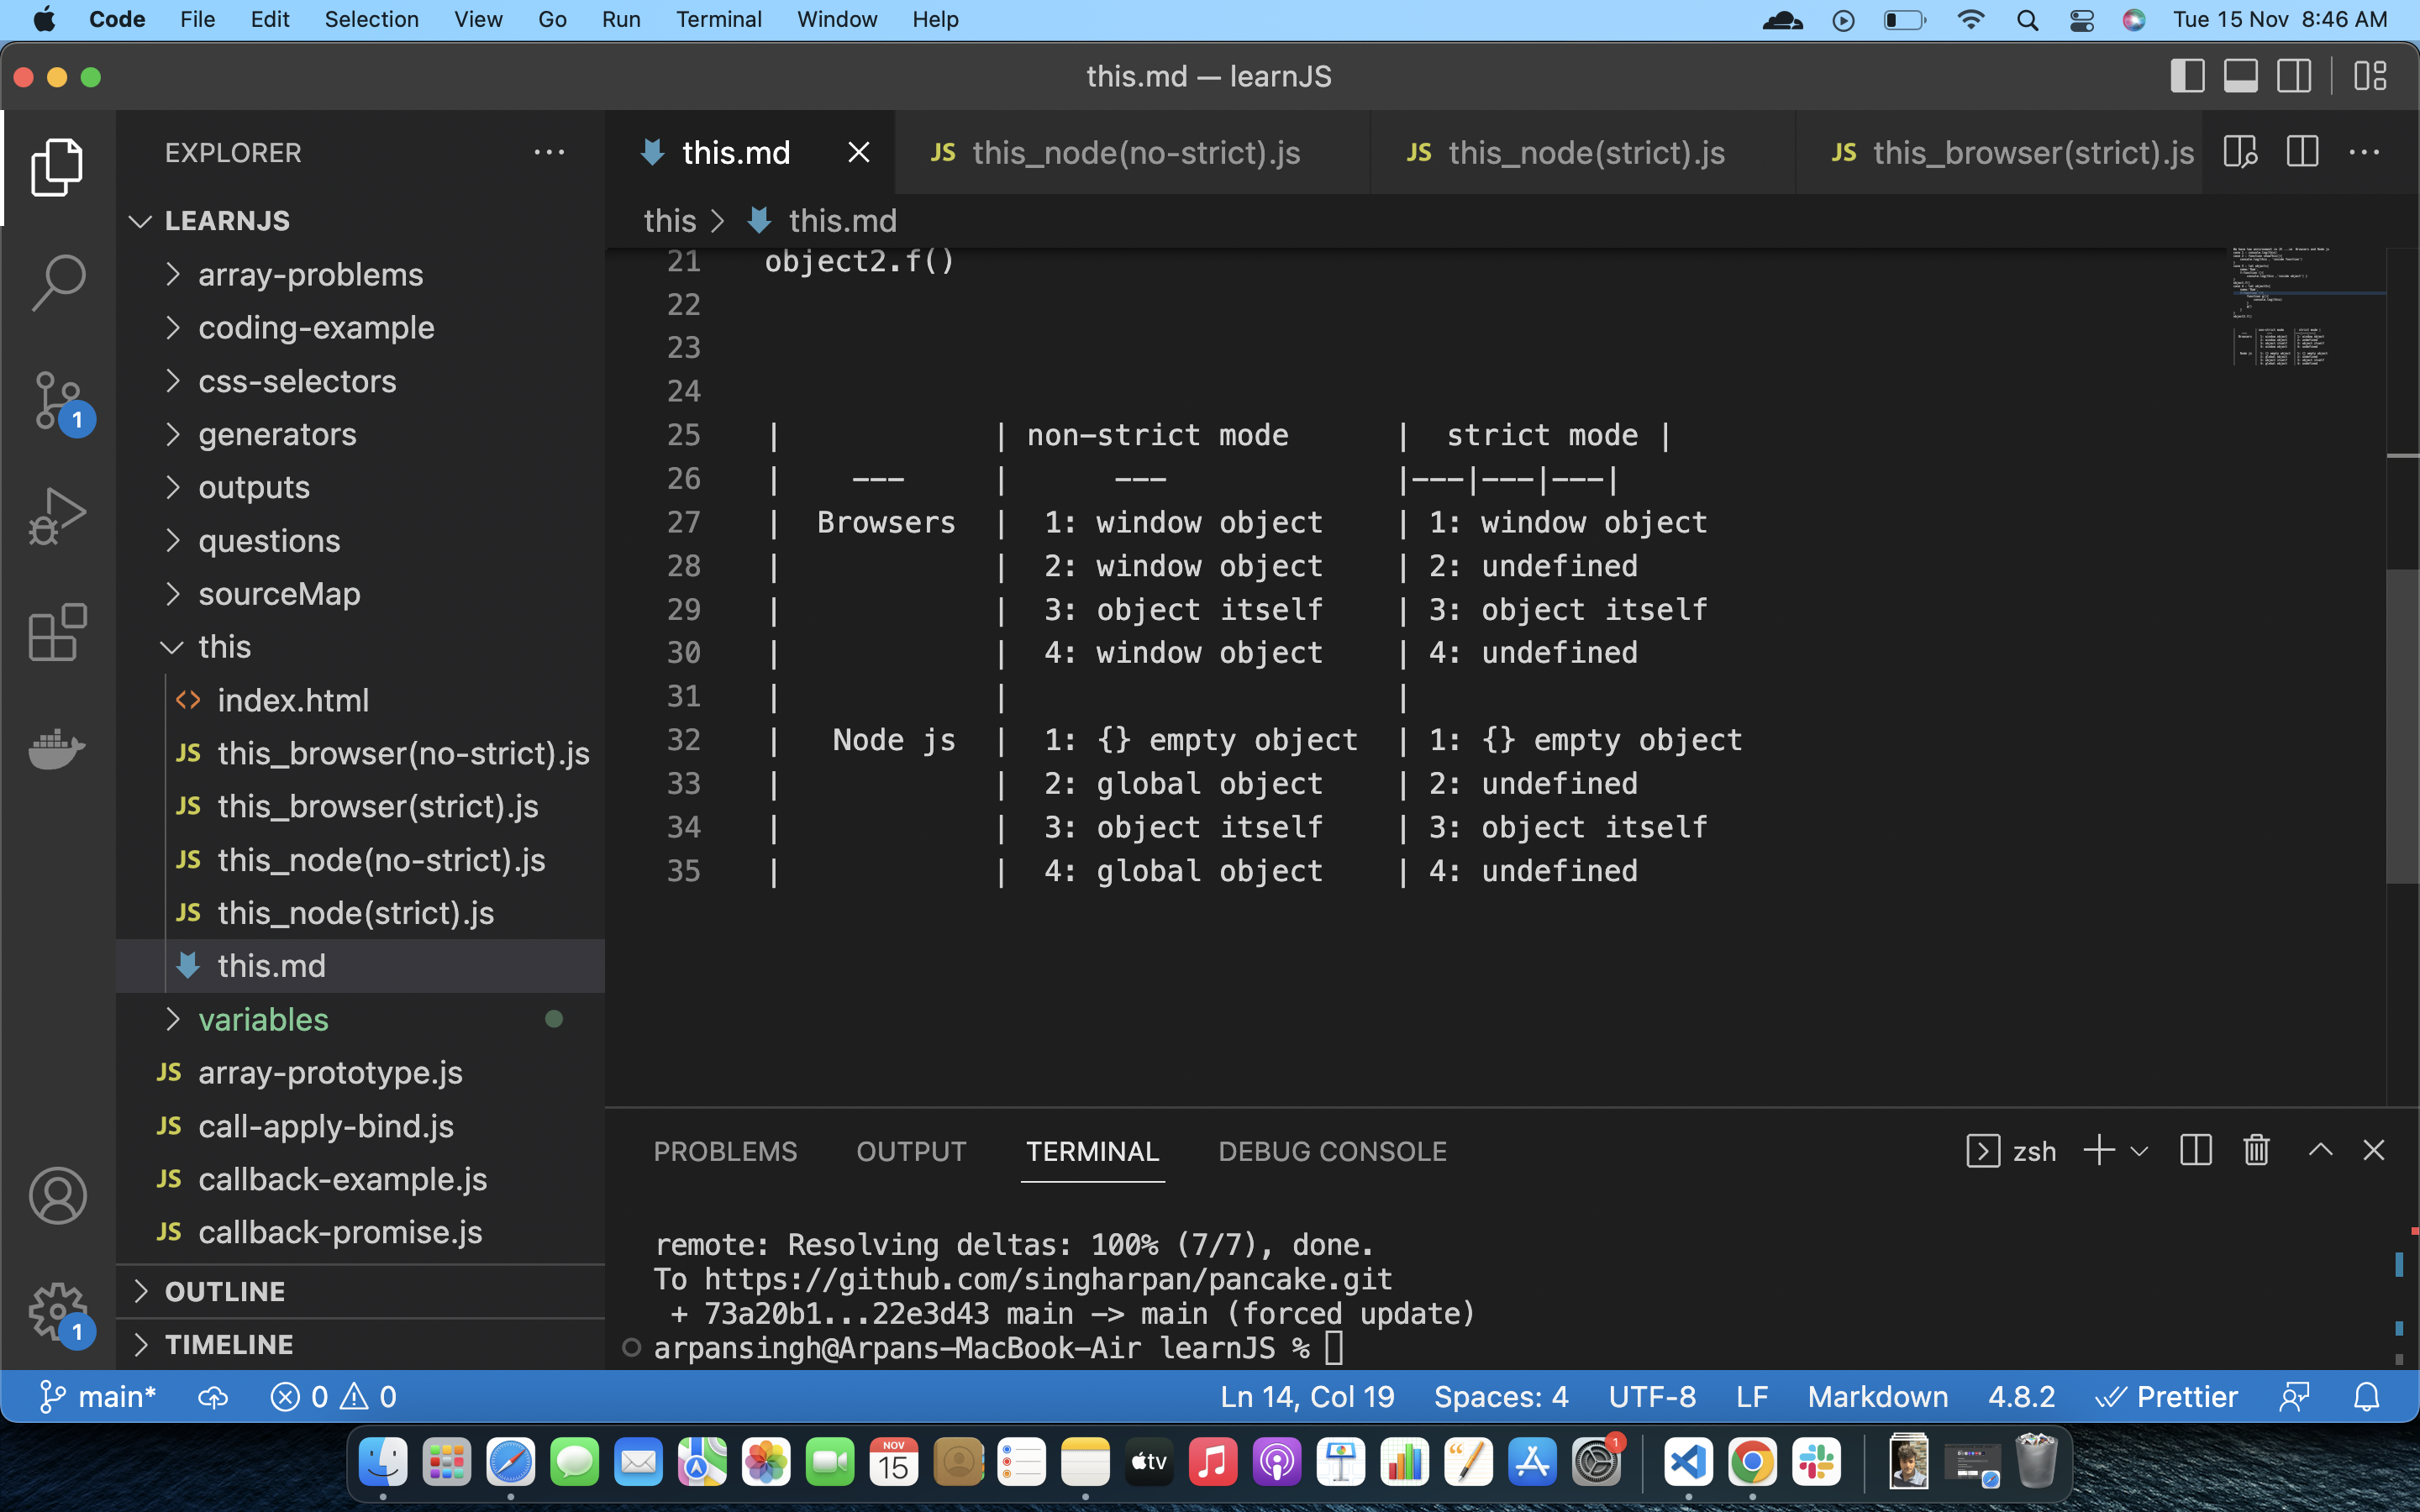 Code File Edit Selection View Go Run Terminal Window Help Tue 15 Nov 8:46 AM
this.md — learnJS
EXPLORER
LEARNJS
array-problems
coding-example
css-selectors
generators
outputs
questions
sourceMap
this
index.html
JS this_browser(no-strict).js
JS this_browser(strict).js
JS this_node(no-strict).js
JS this_node(strict).js
this.md
variables
JS array-prototype.js
JS call-apply-bind.js
JS callback-example.js
JS callback-promise.js
OUTLINE
TIMELINE
1
1
this.md JS this_node(no-strict).js JS this_node(strict).js JS this_browser(strict).js
this > this.md
21 object2.f()
22
23
24
25 | | non-strict mode | strict mode |
26 | --- | --- |---|---|---|
27 | Browsers | 1: window object | 1: window object
28 | | 2: window object | 2: undefined
29 | | 3: object itself | 3: object itself
30 | | 4: window object | 4: undefined
31 | | |
32 | Node js | 1: {} empty object | 1: {} empty object
33 | | 2: global object | 2: undefined
34 | | 3: object itself | 3: object itself
35 | | 4: global object | 4: undefined
PROBLEMS OUTPUT TERMINAL DEBUG CONSOLE zsh
remote: Resolving deltas: 100% (7/7), done.
To https://github.com/singharpan/pancake.git
+ 73a20b1...22e3d43 main -> main (forced update)
arpansingh@Arpans-MacBook-Air learnJS %
main* 0 0 Ln 14, Col 19 Spaces: 4 UTF-8 LF Markdown 4.8.2 Prettier
NOV
15
tv
1